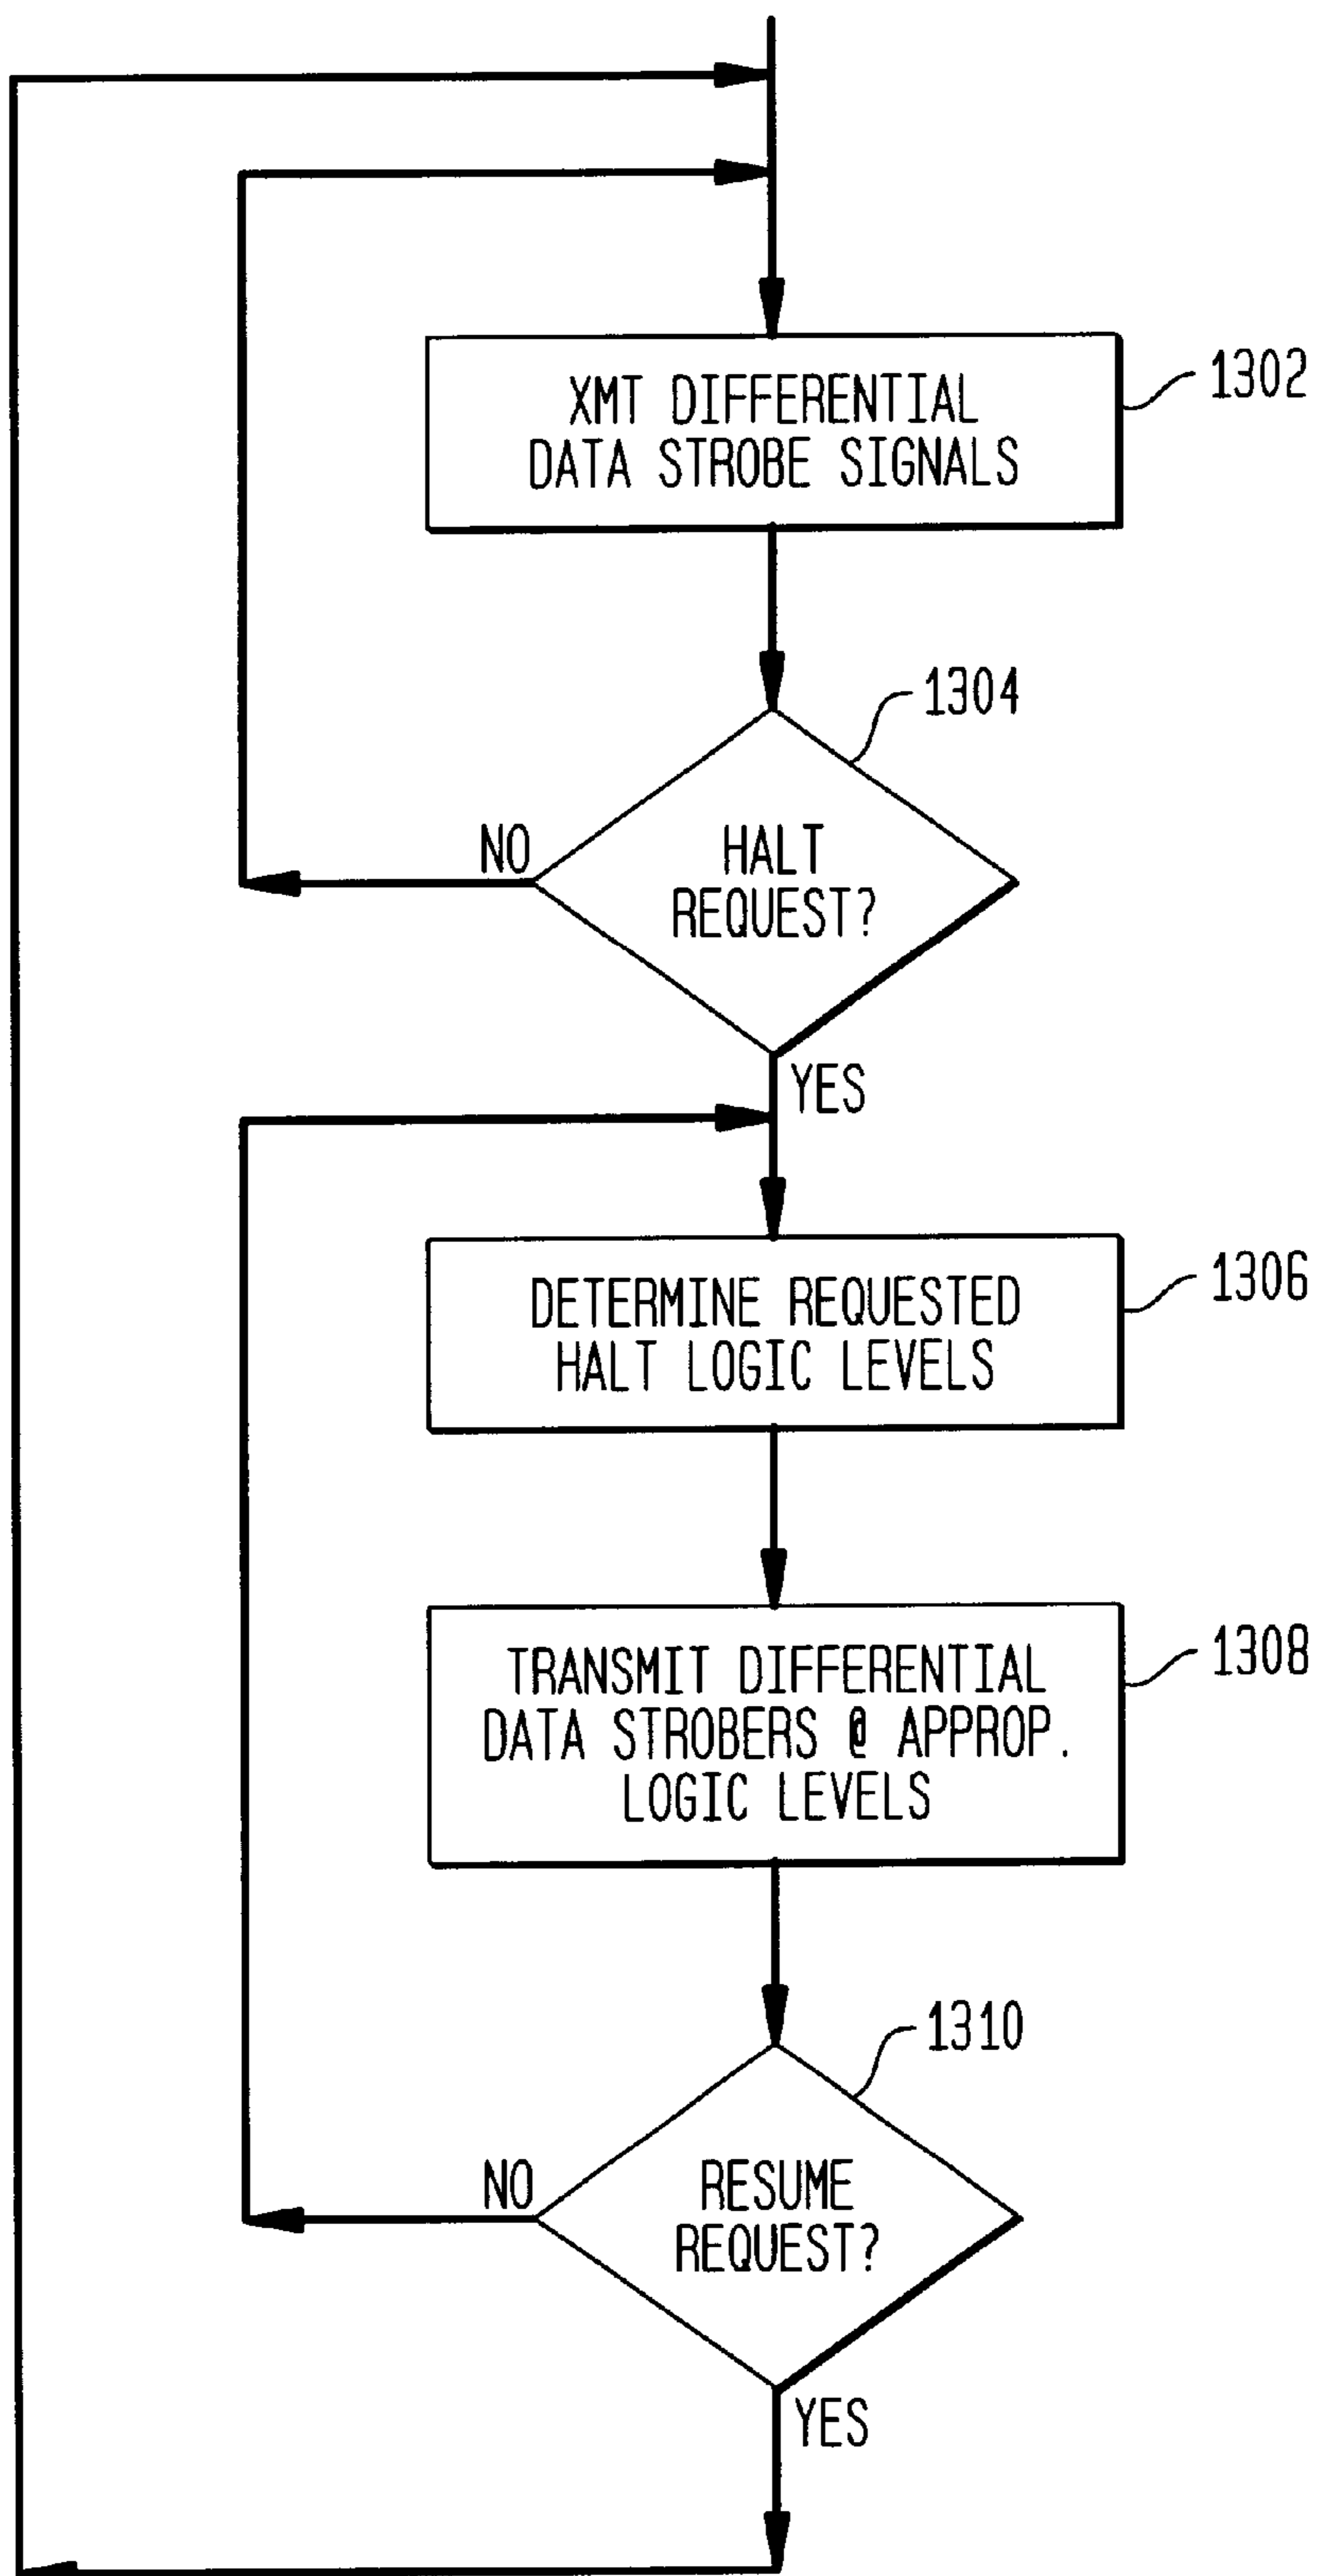 XMT DIFFERENTIAL
DATA STROBE SIGNALS
1302
1304
HALT
REQUEST?
NO
YES
DETERMINE REQUESTED
HALT LOGIC LEVELS
1306
TRANSMIT DIFFERENTIAL
DATA STROBERS @ APPROP.
LOGIC LEVELS
1308
1310
RESUME
REQUEST?
NO
YES